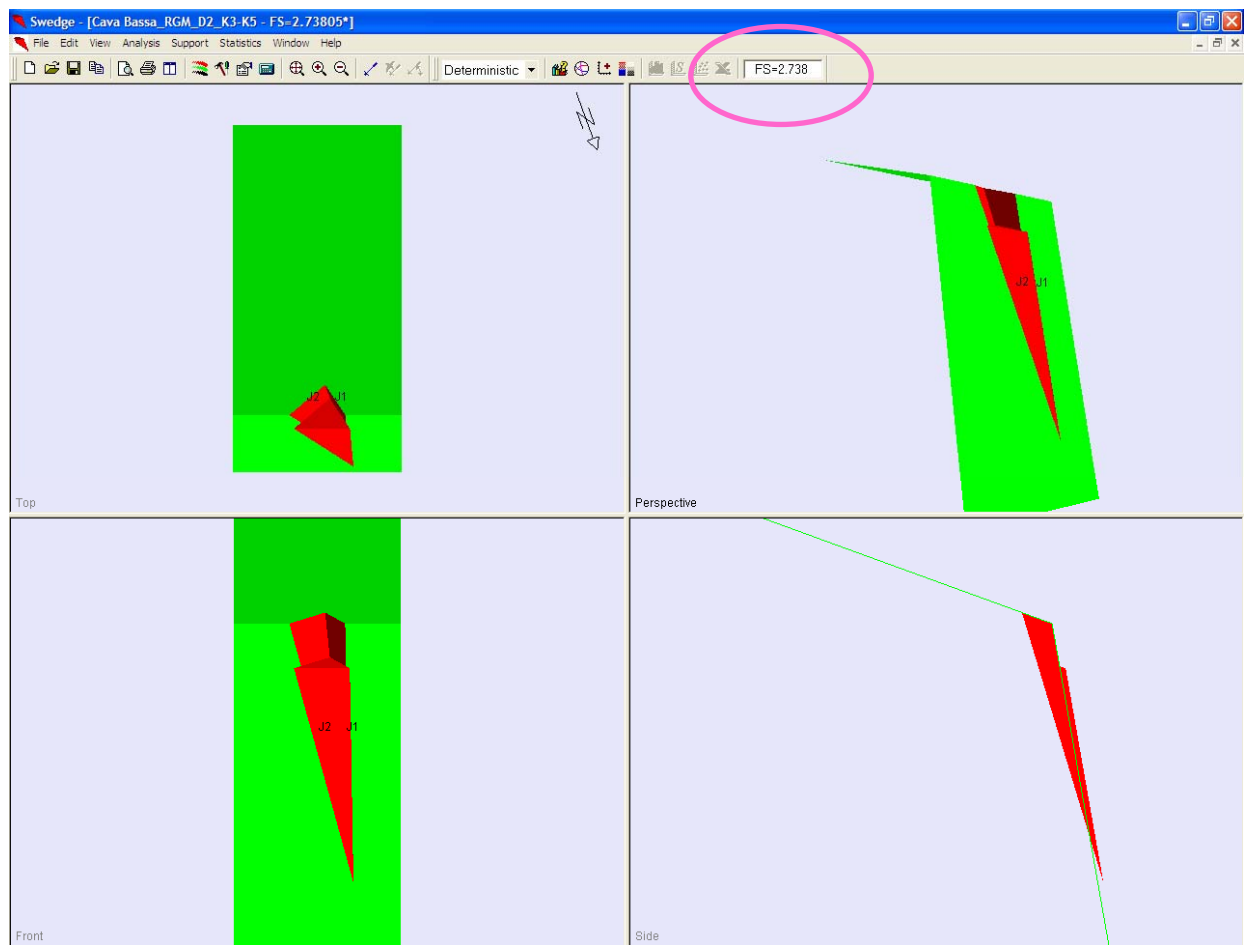 Swedge - [Cava Bassa_RGM_D2_K3-K5 - FS=2.73805*]
File Edit View Analysis Support Statistics Window Help
Deterministic FS=2.738
J2 J1
Top
J2 J1
Perspective
J2 J1
Front
Side